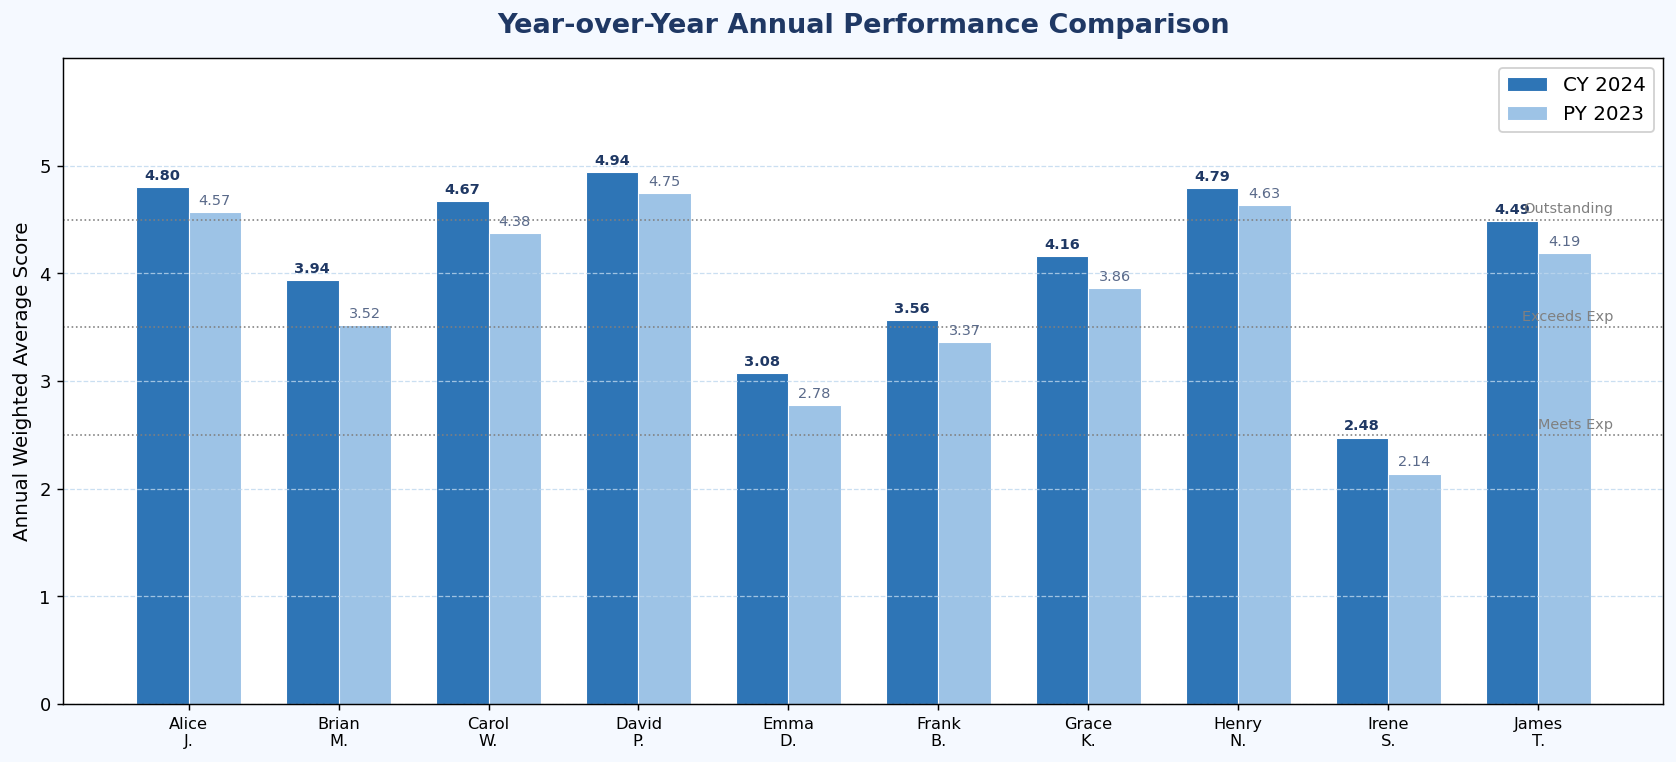 Year-over-Year Annual Performance Comparison
CY 2024
PY 2023
Annual Weighted Average Score
5
4
3
2
1
0
4.80
4.57
3.94
3.52
4.67
4.38
4.94
4.75
3.08
2.78
3.56
3.37
4.16
3.86
4.79
4.63
2.48
2.14
4.49
4.19
Outstanding
Exceeds Exp
Meets Exp
Alice
J.
Brian
M.
Carol
W.
David
P.
Emma
D.
Frank
B.
Grace
K.
Henry
N.
Irene
S.
James
T.